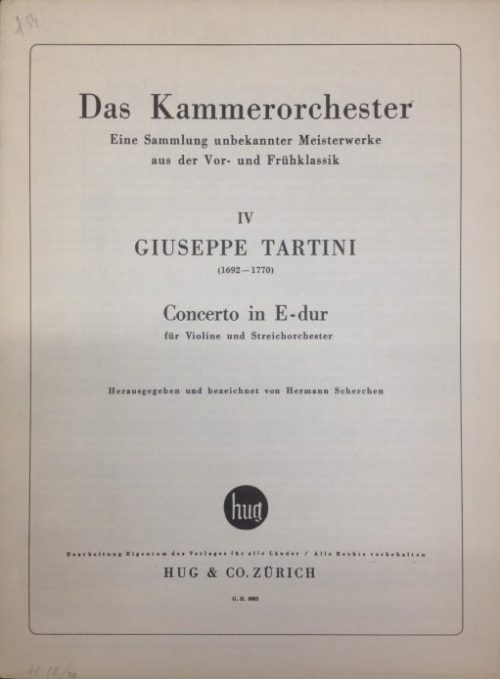 Das Kammerorchester
Eine Sammlung unbekannter Meisterwerke
aus der Vor- und Frühklassik
IV
GIUSEPPE TARTINI
(1692—1770)
Concerto in E-dur
für Violine und Streichorchester
Herausgegeben und bezeichnet von Hermann Scherchen
hug
Bearbeitung Eigentum des Verlages für alle Länder / Alle Rechte vorbehalten
HUG & CO. ZÜRICH
G. H.